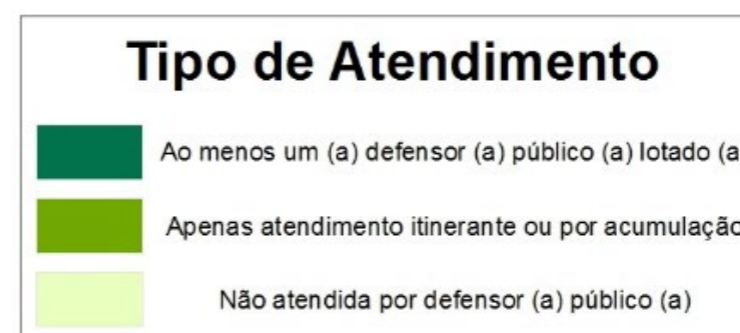 Tipo de Atendimento
Ao menos um (a) defensor (a) público (a) lotado (a
Apenas atendimento itinerante ou por acumulação
Não atendida por defensor (a) público (a)